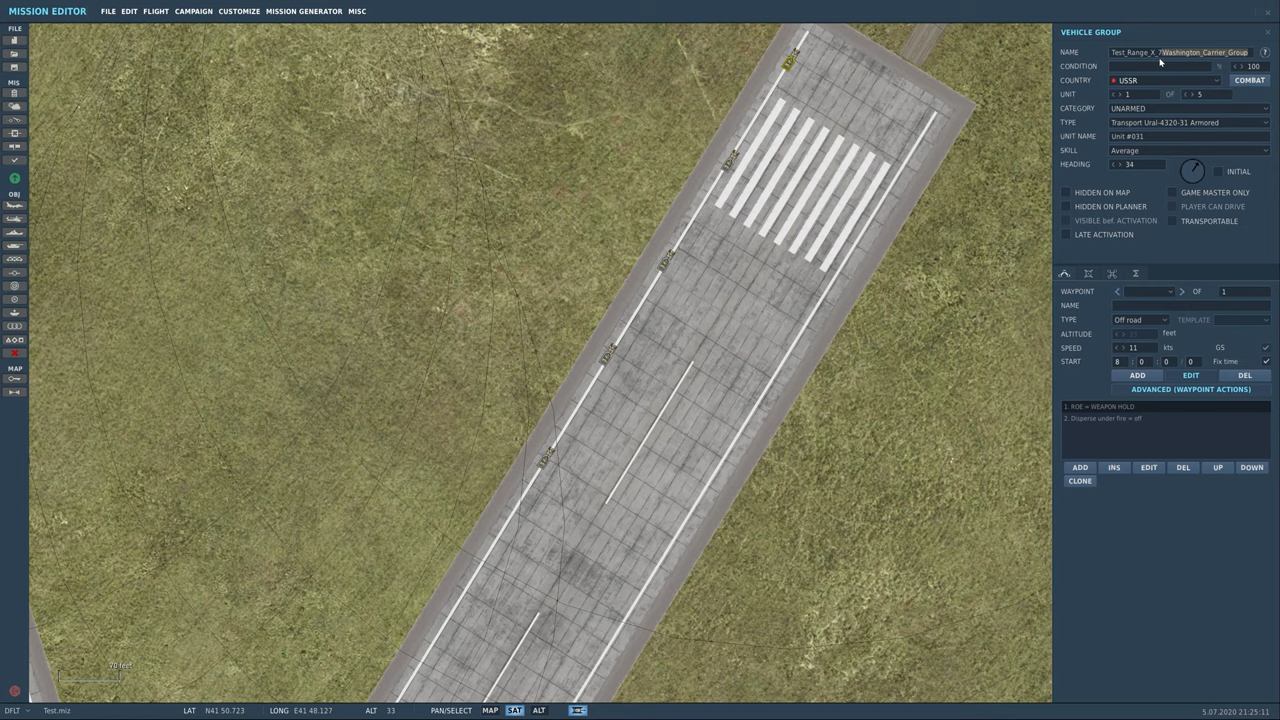 MISSION EDITOR
FILE EDIT FLIGHT CAMPAIGN CUSTOMIZE MISSION GENERATOR MISC
FILE
MIS
OBJ
MAP
70 feet
VEHICLE GROUP
NAME Test_Range_X_7Washington_Carrier_Group ?
CONDITION % 100
COUNTRY USSR COMBAT
UNIT 1 OF 5
CATEGORY UNARMED
TYPE Transport Ural-4320-31 Armored
UNIT NAME Unit #031
SKILL Average
HEADING 34 INITIAL
HIDDEN ON MAP GAME MASTER ONLY
HIDDEN ON PLANNER PLAYER CAN DRIVE
VISIBLE bef. ACTIVATION TRANSPORTABLE
LATE ACTIVATION
WAYPOINT OF 1
NAME
TYPE Off road TEMPLATE
ALTITUDE feet
SPEED 11 kts GS
START 8 : 0 : 0 / 0 Fix time
ADD EDIT DEL
ADVANCED (WAYPOINT ACTIONS)
1. ROE = WEAPON HOLD
2. Disperse under fire = off
ADD INS EDIT DEL UP DOWN
CLONE
DFLT Test.miz LAT N41 50.723 LONG E41 48.127 ALT 33 PAN/SELECT MAP SAT ALT 5.07.2020 21:25:11